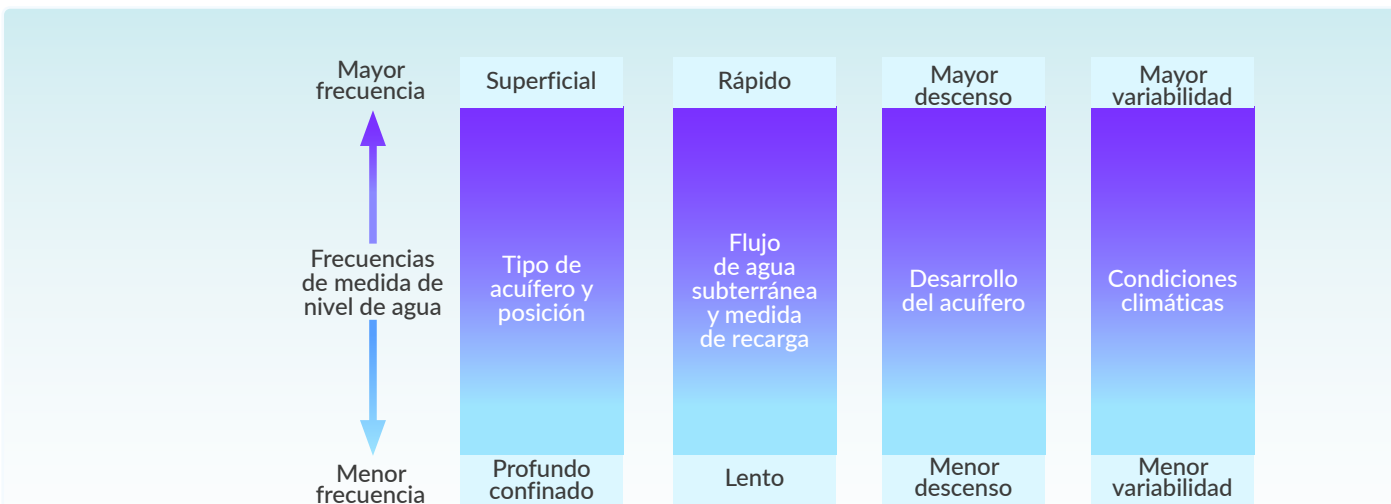 Mayor
frecuencia
Superficial
Rápido
Mayor
descenso
Mayor
variabilidad
Frecuencias
de medida de
nivel de agua
Tipo de
acuífero y
posición
Flujo
de agua
subterránea
y medida
de recarga
Desarrollo
del acuífero
Condiciones
climáticas
Menor
frecuencia
Profundo
confinado
Lento
Menor
descenso
Menor
variabilidad